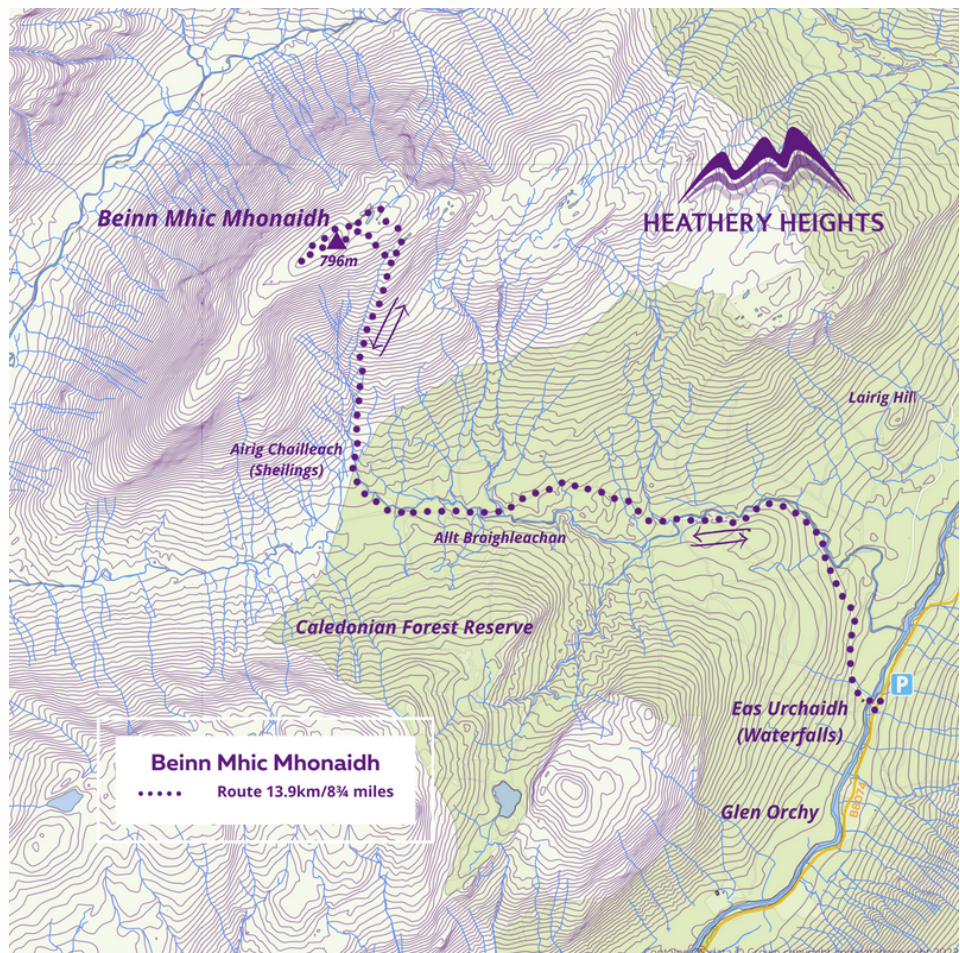 Beinn Mhic Mhonaidh
796m
HEATHERY HEIGHTS
Lairig Hill
Airig Chailleach
(Sheilings)
Allt Broighleachan
Caledonian Forest Reserve
P
Eas Urchaidh
(Waterfalls)
Glen Orchy
B8074
Beinn Mhic Mhonaidh
Route 13.9km/8¾ miles